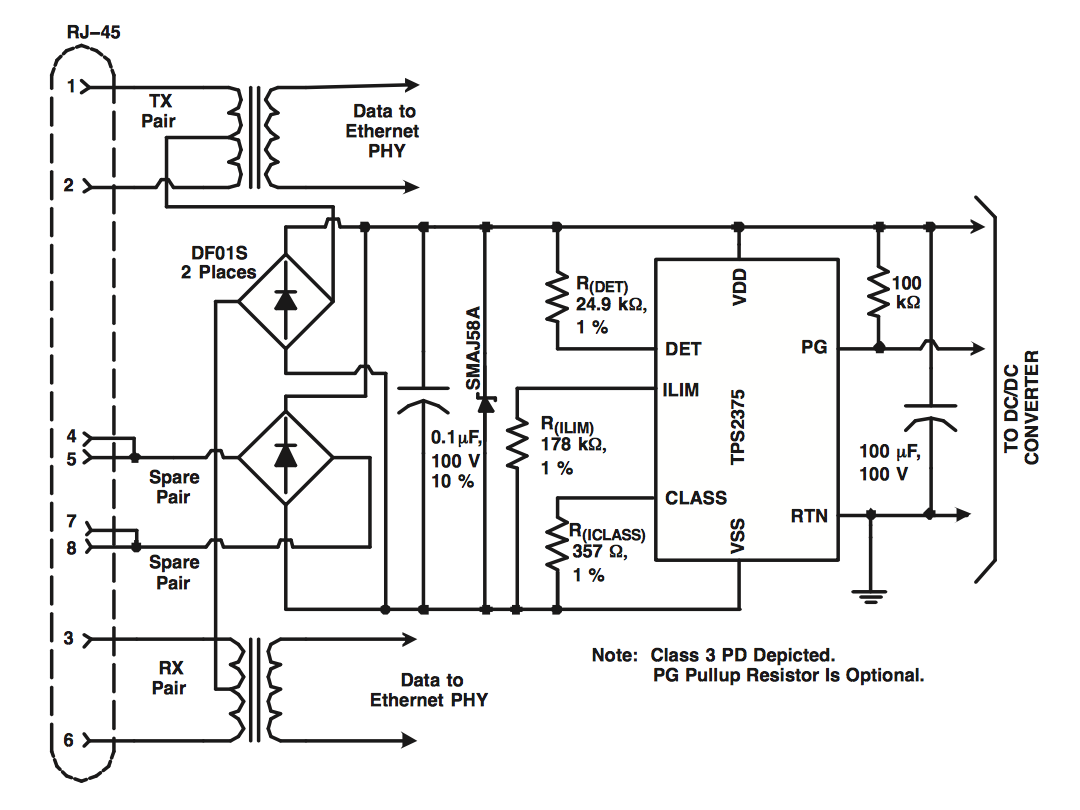 RJ–45
1
TX
Pair
2
Data to
Ethernet
PHY
DF01S
2 Places
4
5
Spare
Pair
7
8
Spare
Pair
3
RX
Pair
6
Data to
Ethernet PHY
0.1μF,
100 V
10 %
SMAJ58A
R(DET)
24.9 kΩ,
1 %
R(ILIM)
178 kΩ,
1 %
R(ICLASS)
357 Ω,
1 %
VDD
DET
ILIM
CLASS
TPS2375
VSS
PG
RTN
100
kΩ
100 μF,
100 V
TO DC/DC
CONVERTER
Note: Class 3 PD Depicted.
PG Pullup Resistor Is Optional.